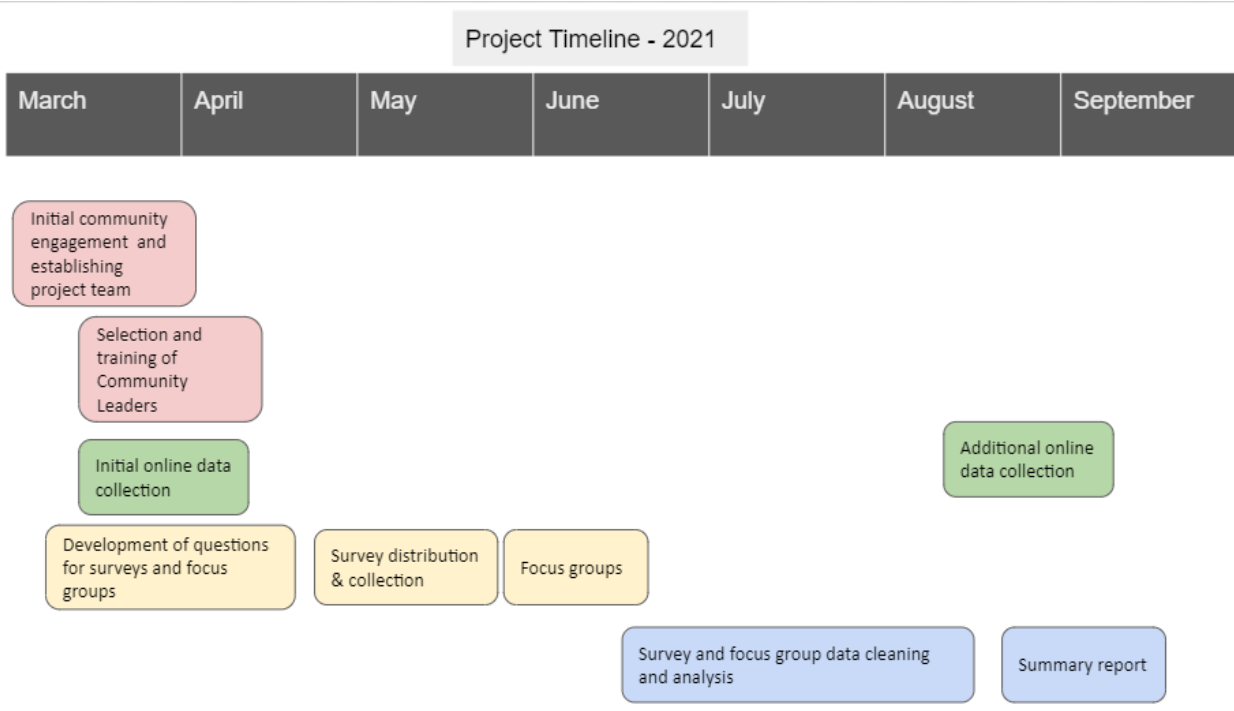 Project Timeline - 2021
March
April
May
June
July
August
September
Initial community
engagement and
establishing
project team
Selection and
training of
Community
Leaders
Initial online data
collection
Additional online
data collection
Development of questions
for surveys and focus
groups
Survey distribution
& collection
Focus groups
Survey and focus group data cleaning
and analysis
Summary report